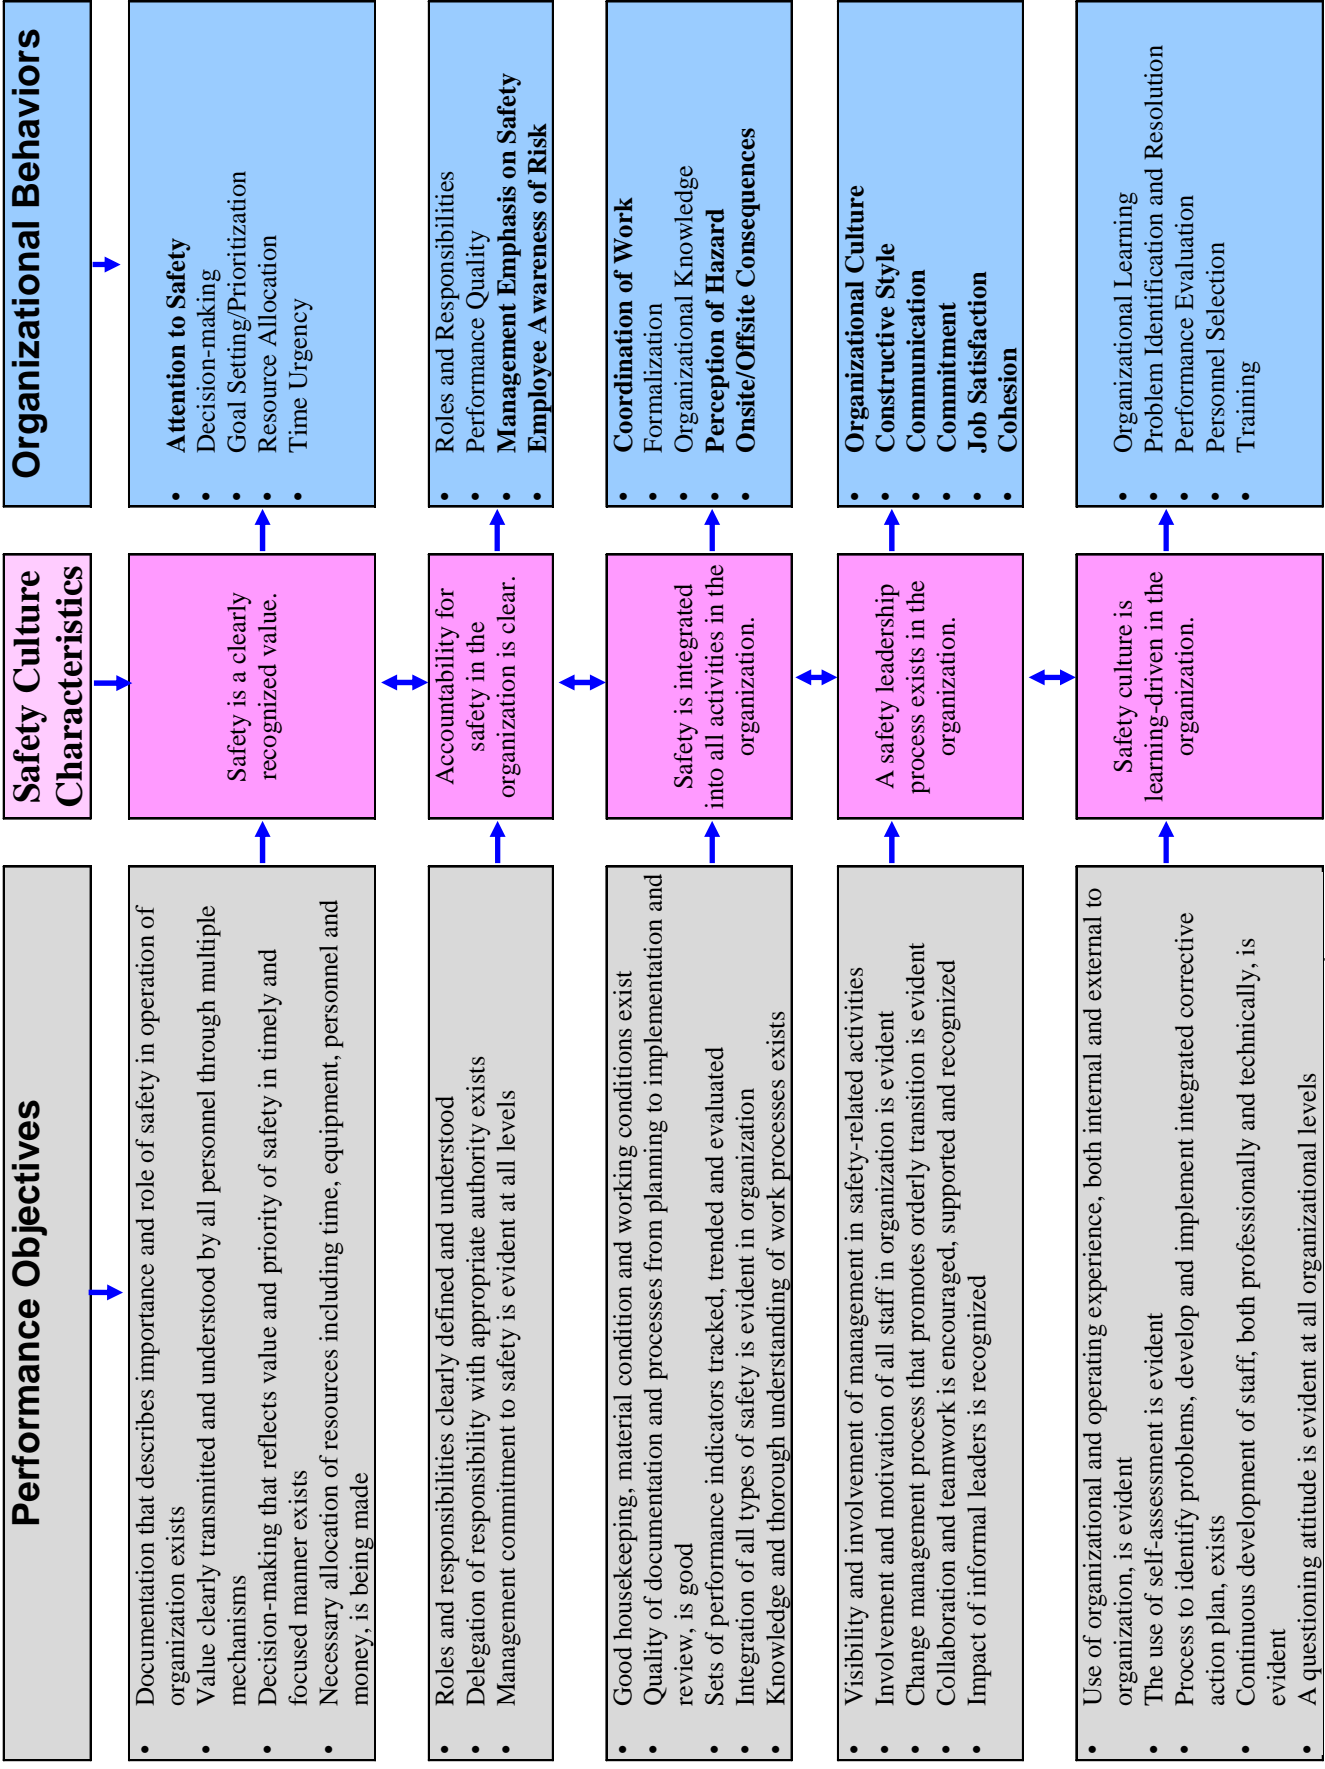 Performance Objectives
Safety Culture
Characteristics
Organizational Behaviors
• Documentation that describes importance and role of safety in operation of
organization exists
• Value clearly transmitted and understood by all personnel through multiple
mechanisms
• Decision-making that reflects value and priority of safety in timely and
focused manner exists
• Necessary allocation of resources including time, equipment, personnel and
money, is being made
Safety is a clearly
recognized value.
• Attention to Safety
• Decision-making
• Goal Setting/Prioritization
• Resource Allocation
• Time Urgency
• Roles and responsibilities clearly defined and understood
• Delegation of responsibility with appropriate authority exists
• Management commitment to safety is evident at all levels
Accountability for
safety in the
organization is clear.
• Roles and Responsibilities
• Performance Quality
• Management Emphasis on Safety
• Employee Awareness of Risk
• Good housekeeping, material condition and working conditions exist
• Quality of documentation and processes from planning to implementation and
review, is good
• Sets of performance indicators tracked, trended and evaluated
• Integration of all types of safety is evident in organization
• Knowledge and thorough understanding of work processes exists
Safety is integrated
into all activities in the
organization.
• Coordination of Work
• Formalization
• Organizational Knowledge
• Perception of Hazard
• Onsite/Offsite Consequences
• Visibility and involvement of management in safety-related activities
• Involvement and motivation of all staff in organization is evident
• Change management process that promotes orderly transition is evident
• Collaboration and teamwork is encouraged, supported and recognized
• Impact of informal leaders is recognized
A safety leadership
process exists in the
organization.
• Organizational Culture
• Constructive Style
• Communication
• Commitment
• Job Satisfaction
• Cohesion
• Use of organizational and operating experience, both internal and external to
organization, is evident
• The use of self-assessment is evident
• Process to identify problems, develop and implement integrated corrective
action plan, exists
• Continuous development of staff, both professionally and technically, is
evident
• A questioning attitude is evident at all organizational levels
Safety culture is
learning-driven in the
organization.
• Organizational Learning
• Problem Identification and Resolution
• Performance Evaluation
• Personnel Selection
• Training